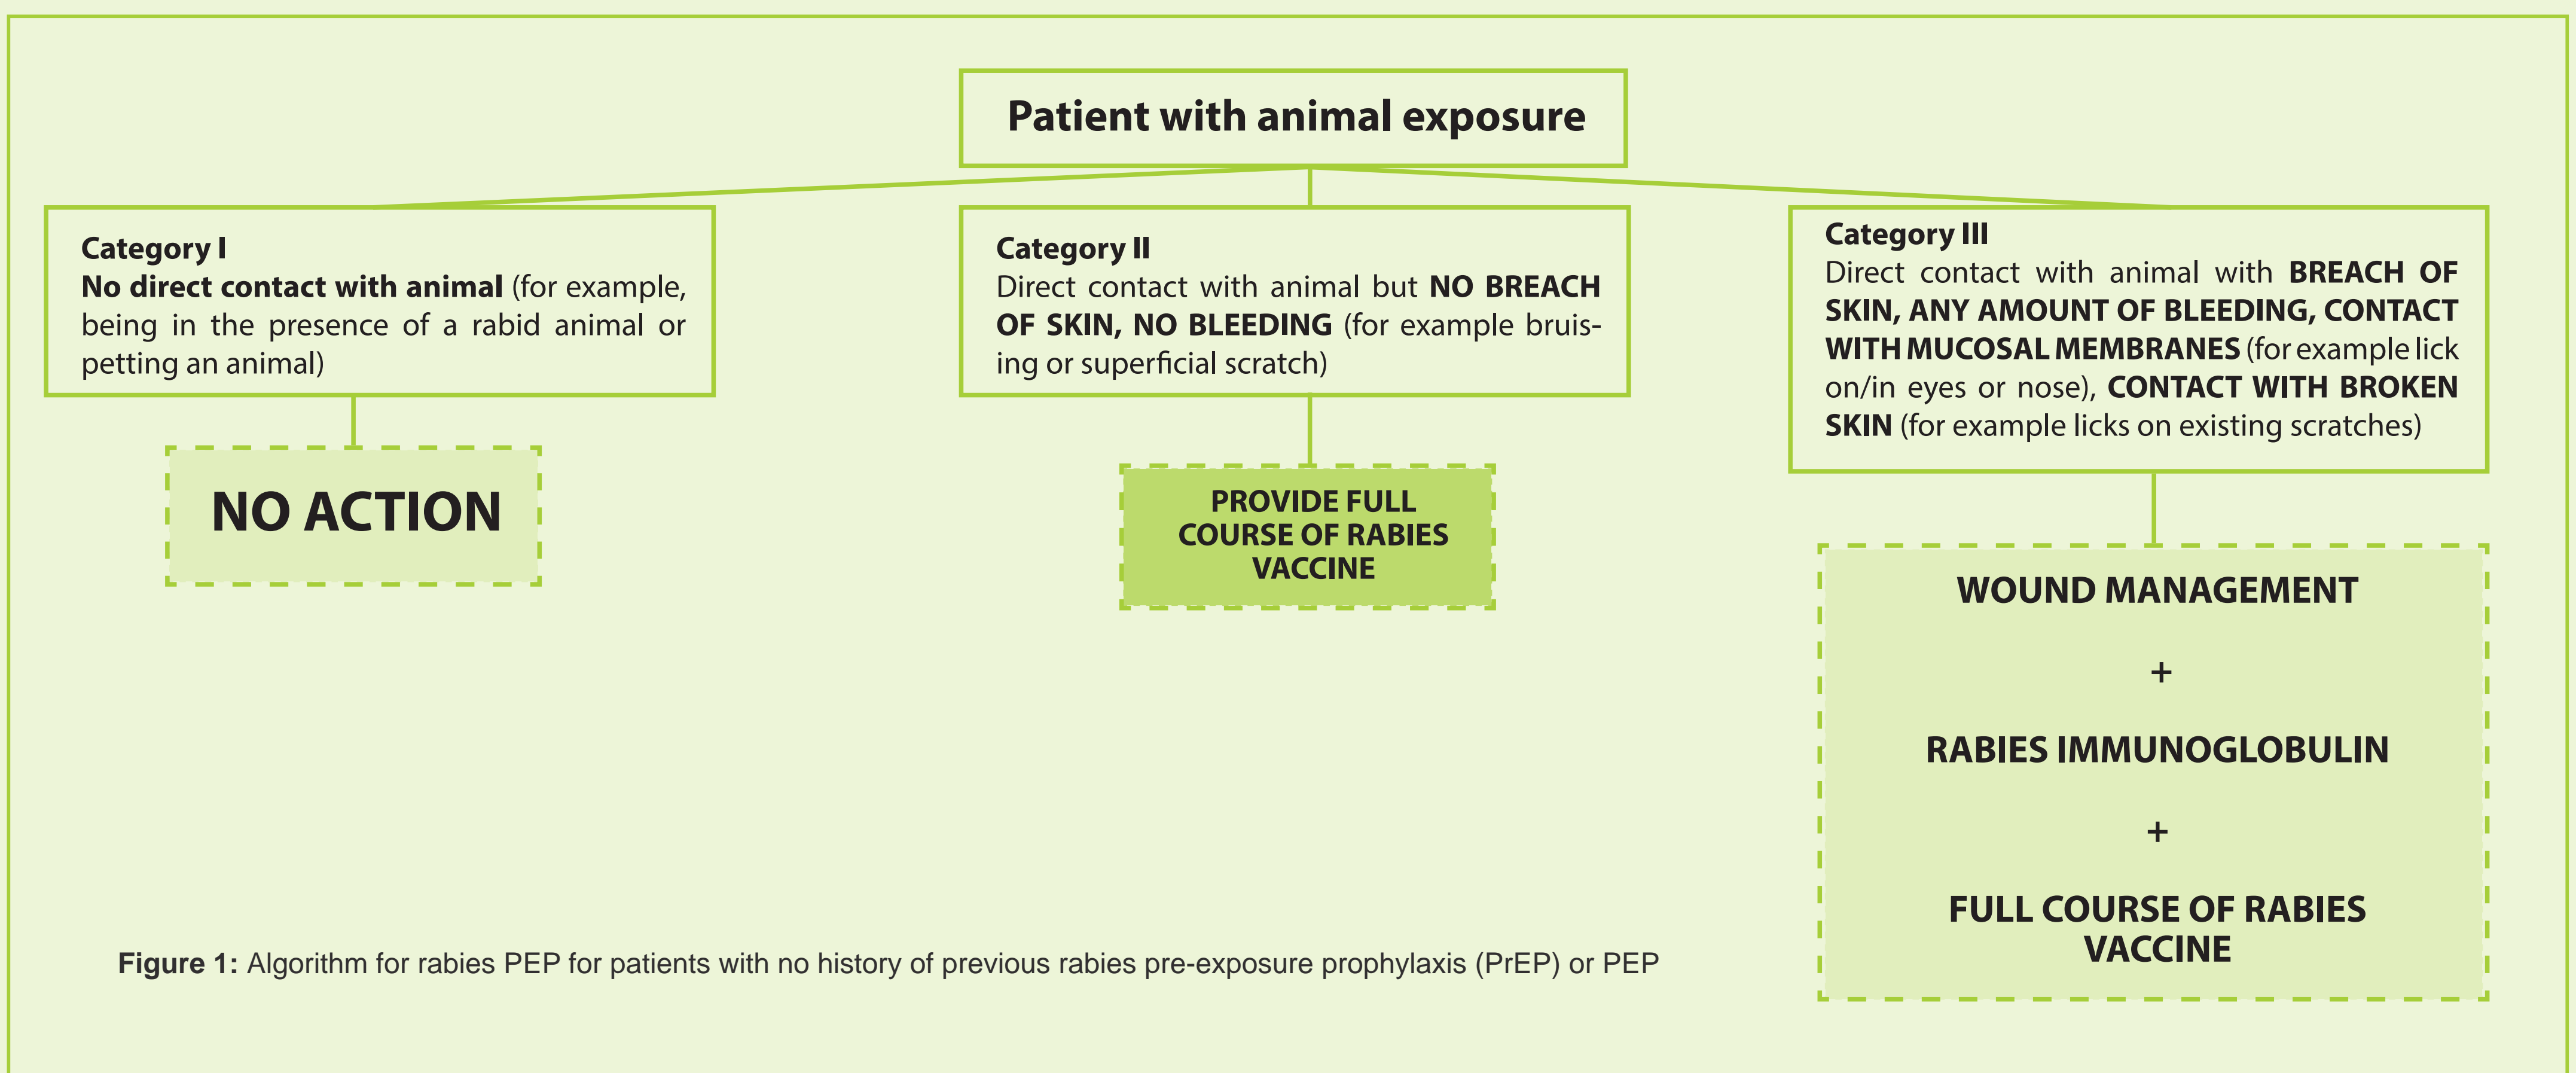 Patient with animal exposure
Category I
No direct contact with animal (for example,
being in the presence of a rabid animal or
petting an animal)
NO ACTION
Category II
Direct contact with animal but NO BREACH
OF SKIN, NO BLEEDING (for example bruis-
ing or superficial scratch)
PROVIDE FULL
COURSE OF RABIES
VACCINE
Category III
Direct contact with animal with BREACH OF
SKIN, ANY AMOUNT OF BLEEDING, CONTACT
WITH MUCOSAL MEMBRANES (for example lick
on/in eyes or nose), CONTACT WITH BROKEN
SKIN (for example licks on existing scratches)
WOUND MANAGEMENT
+
RABIES IMMUNOGLOBULIN
+
FULL COURSE OF RABIES
VACCINE
Figure 1: Algorithm for rabies PEP for patients with no history of previous rabies pre-exposure prophylaxis (PrEP) or PEP